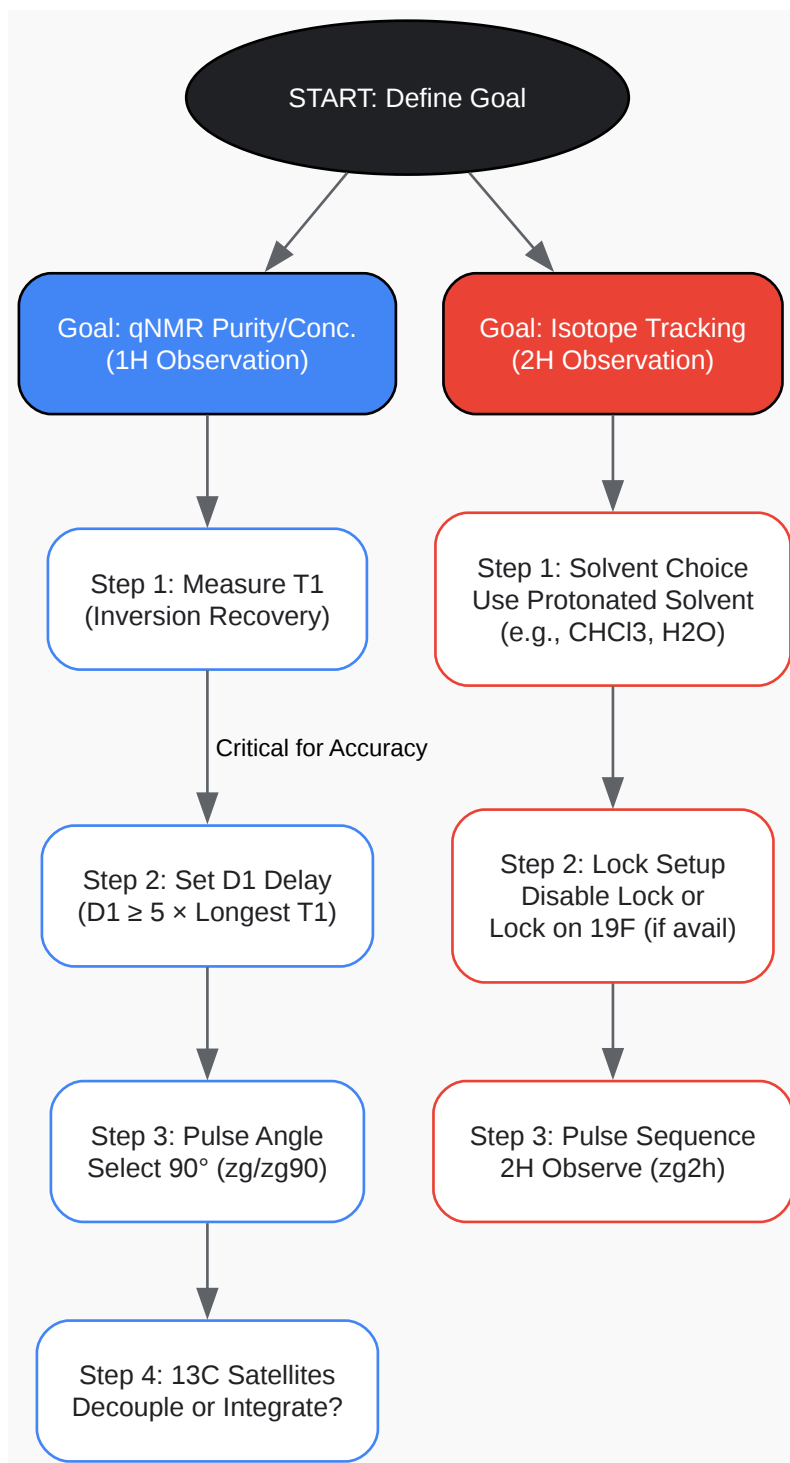 START: Define Goal
Goal: qNMR Purity/Conc.
(1H Observation)
Goal: Isotope Tracking
(2H Observation)
Step 1: Measure T1
(Inversion Recovery)
Critical for Accuracy
Step 2: Set D1 Delay
(D1 ≥ 5 × Longest T1)
Step 3: Pulse Angle
Select 90° (zg/zg90)
Step 4: 13C Satellites
Decouple or Integrate?
Step 1: Solvent Choice
Use Protonated Solvent
(e.g., CHCl3, H2O)
Step 2: Lock Setup
Disable Lock or
Lock on 19F (if avail)
Step 3: Pulse Sequence
2H Observe (zg2h)